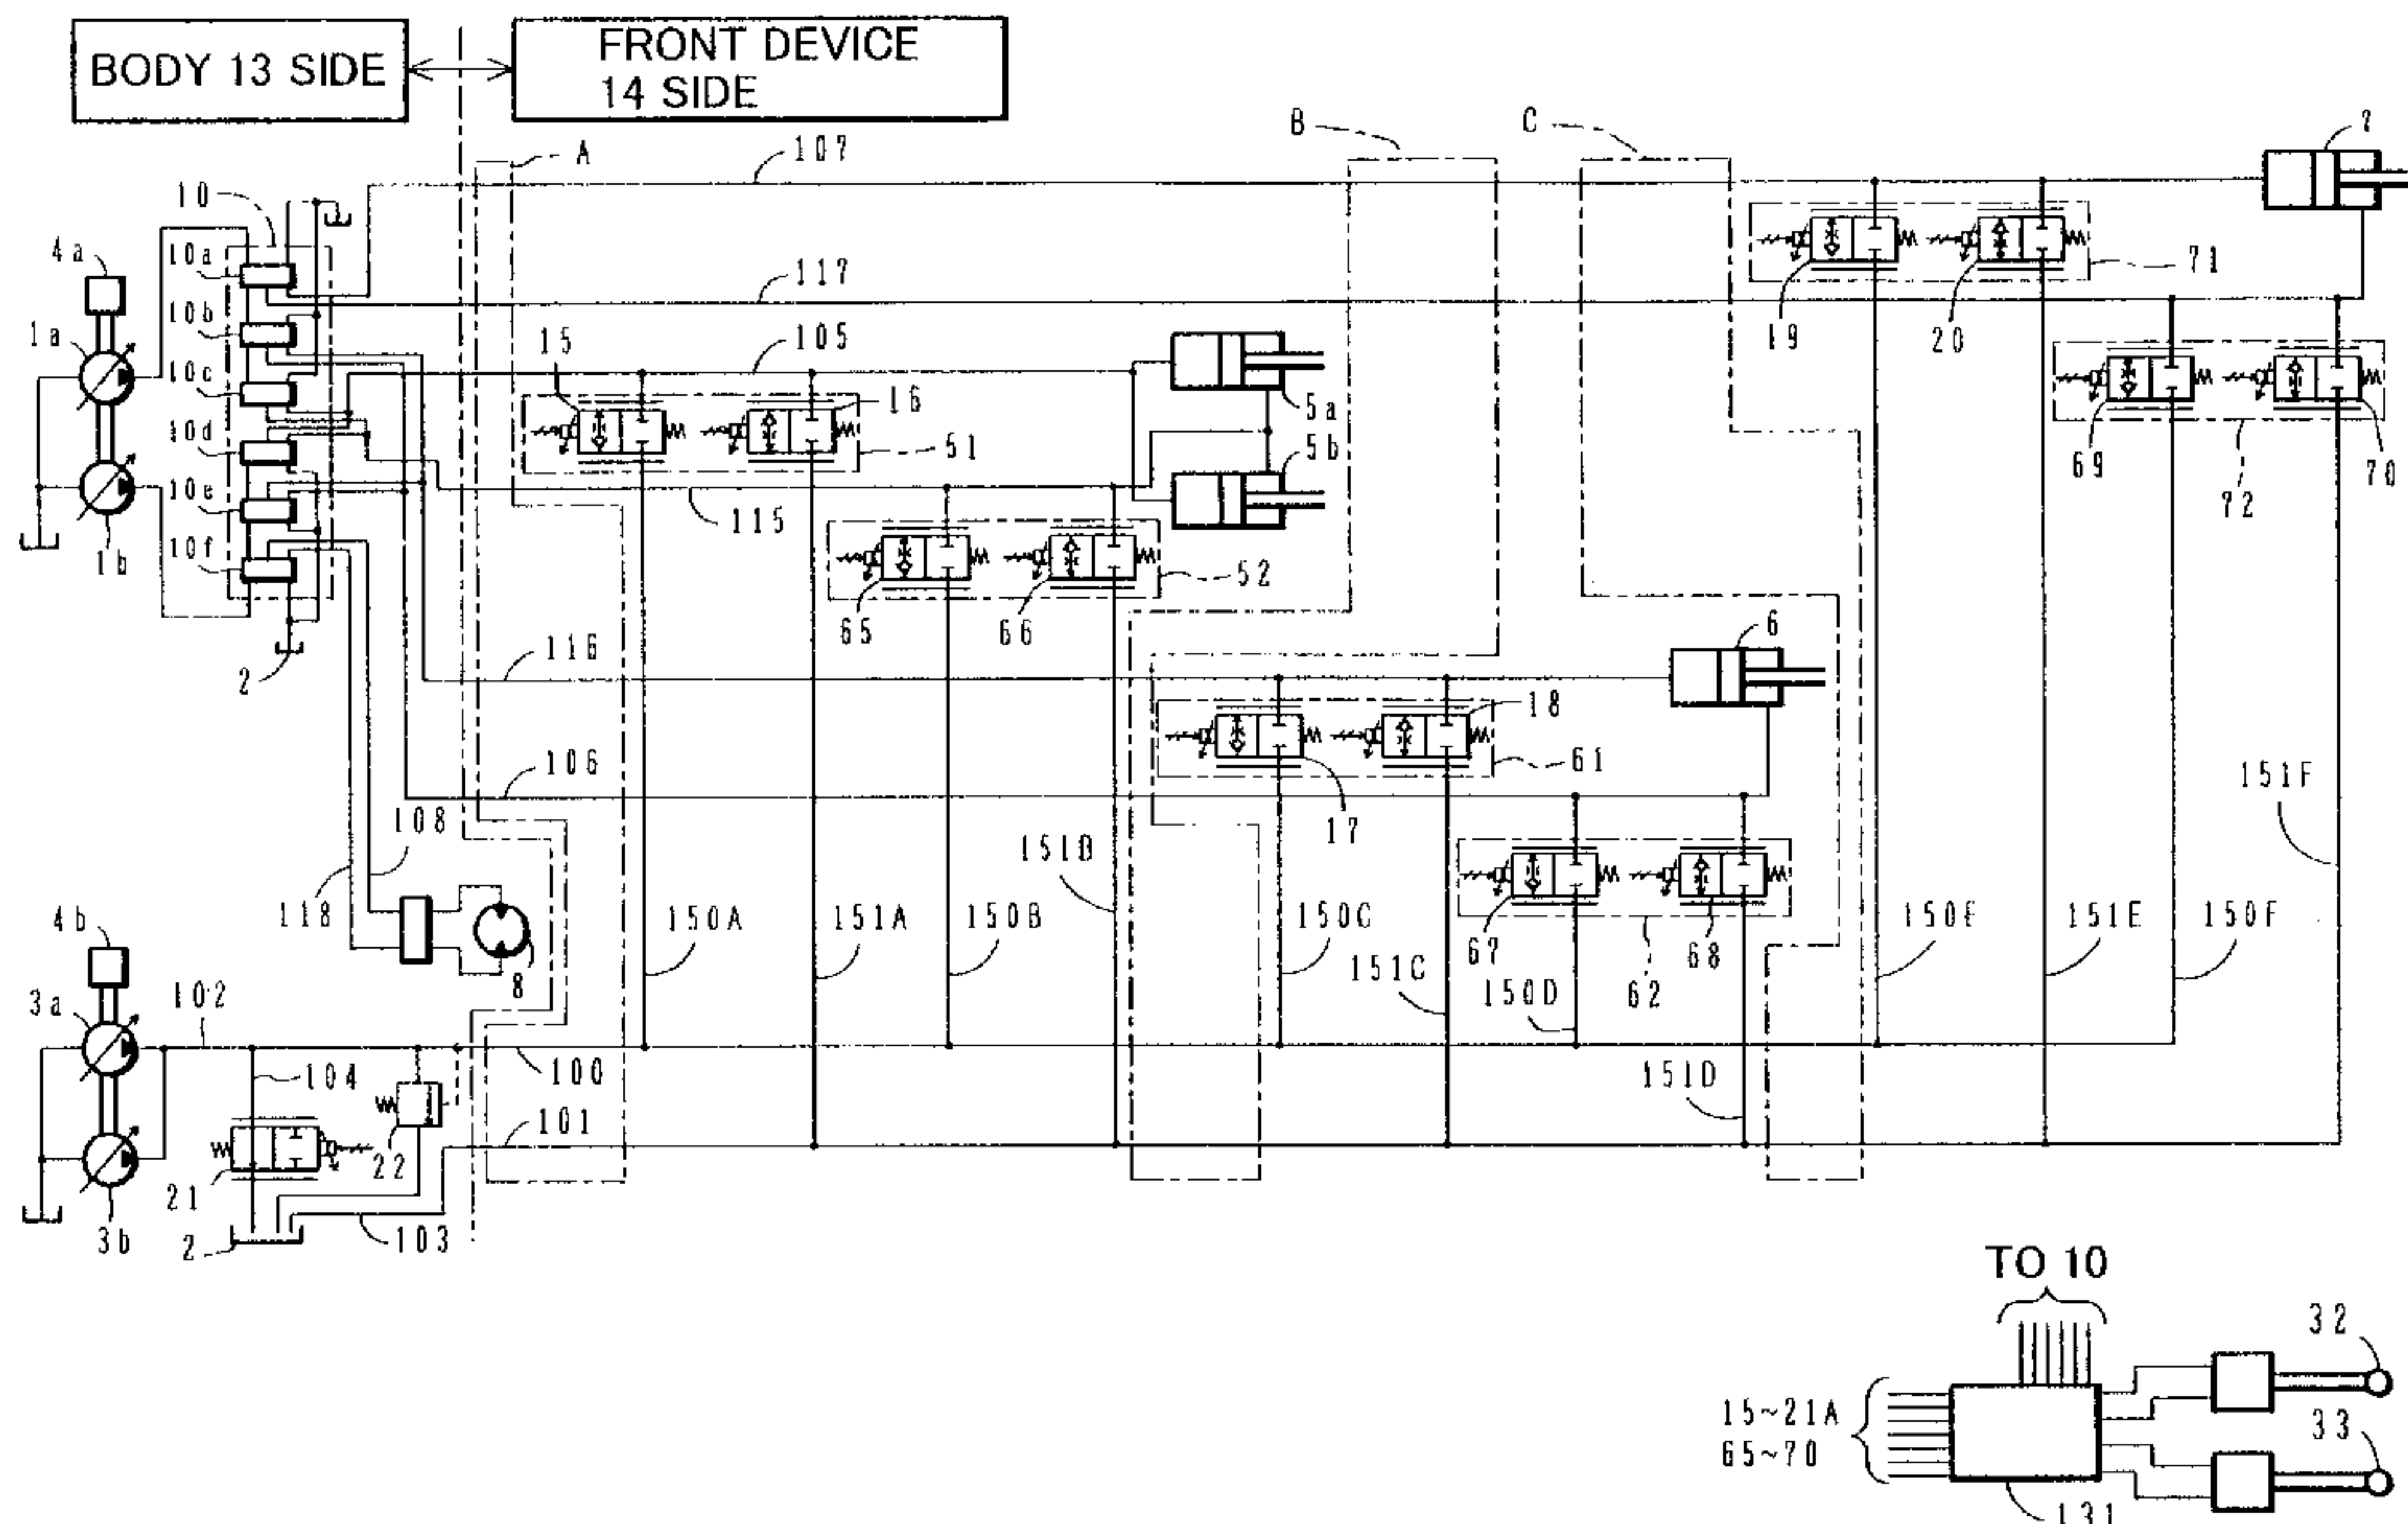 BODY 13 SIDE
FRONT DEVICE
14 SIDE
A
B
C
7
107
10
4a
10a
117
71
10b
1a
15
105
19
20
10c
16
5a
10d
51
5b
69
70
10e
72
115
10f
1b
52
65
66
6
116
2
18
61
106
151F
17
108
151B
118
4b
150A
151A
150B
150C
67
68
150E
151E
150F
8
151C
62
3a
102
150D
104
100
151D
22
101
21
3b
2
103
TO 10
32
15~21A
33
65~70
131